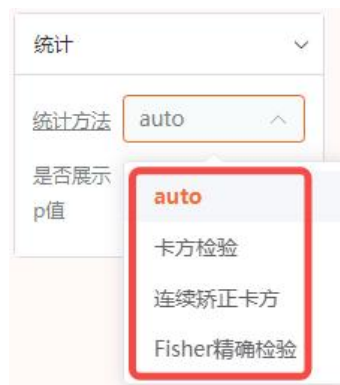 统计
统计方法 auto
是否展示
p值
auto
卡方检验
连续矫正卡方
Fisher精确检验